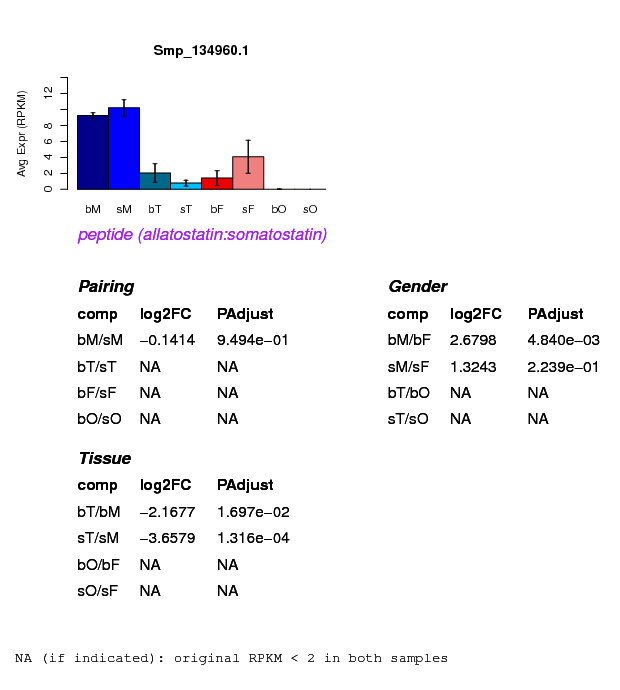 Smp_134960.1
Avg Expr (RPKM)
12
8
6
4
2
0
bM sM bT sT bF sF bO sO
peptide (allatostatin:somatostatin)
Pairing
comp log2FC PAdjust
bM/sM −0.1414 9.494e−01
bT/sT NA NA
bF/sF NA NA
bO/sO NA NA
Gender
comp log2FC PAdjust
bM/bF 2.6798 4.840e−03
sM/sF 1.3243 2.239e−01
bT/bO NA NA
sT/sO NA NA
Tissue
comp log2FC PAdjust
bT/bM −2.1677 1.697e−02
sT/sM −3.6579 1.316e−04
bO/bF NA NA
sO/sF NA NA
NA (if indicated): original RPKM < 2 in both samples